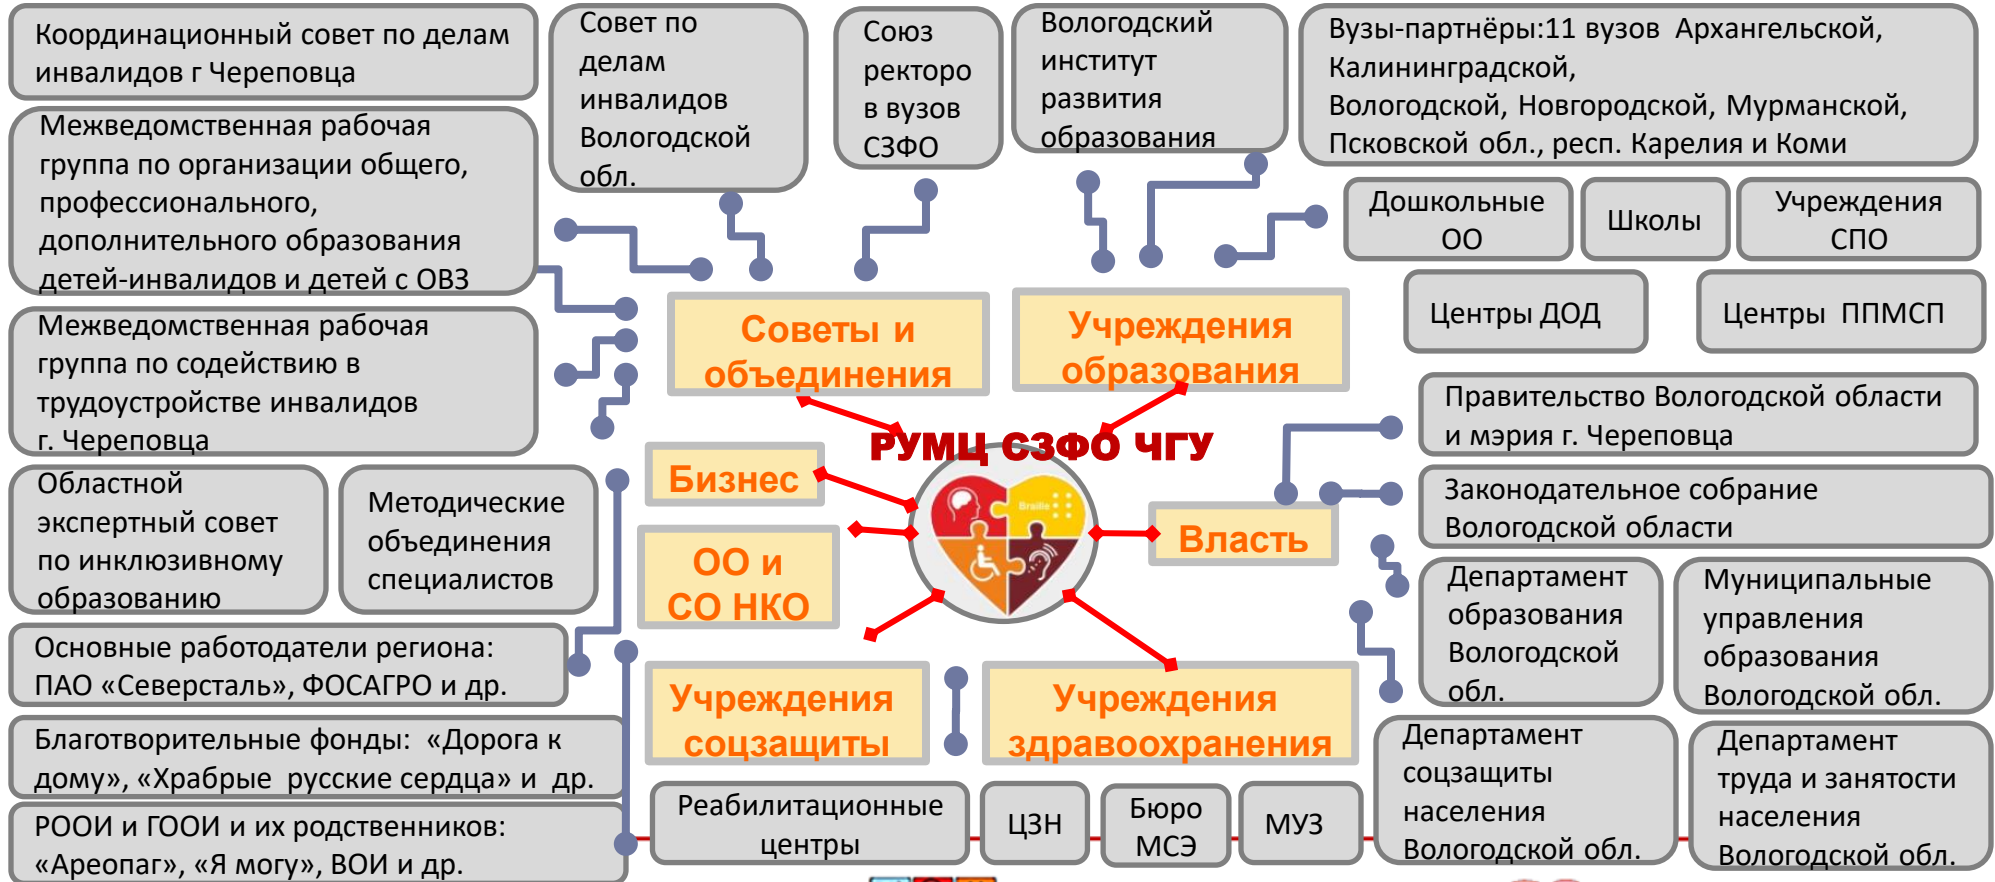 Координационный совет по делам
инвалидов г Череповца
Совет по
делам
инвалидов
Вологодской
обл.
Союз
ректоро
в вузов
СЗФО
Вологодский
институт
развития
образования
Вузы-партнёры:11 вузов Архангельской,
Калининградской,
Вологодской, Новгородской, Мурманской,
Псковской обл., респ. Карелия и Коми
Межведомственная рабочая
группа по организации общего,
профессионального,
дополнительного образования
детей-инвалидов и детей с ОВЗ
Дошкольные
ОО
Школы
Учреждения
СПО
Центры ДОД
Центры ППМСП
Межведомственная рабочая
группа по содействию в
трудоустройстве инвалидов
г. Череповца
Советы и
объединения
Учреждения
образования
Правительство Вологодской области
и мэрия г. Череповца
РУМЦ СЗФО ЧГУ
Бизнес
Braille
Областной
экспертный совет
по инклюзивному
образованию
Методические
объединения
специалистов
Законодательное собрание
Вологодской области
Власть
ОО и
СО НКО
Департамент
образования
Вологодской
обл.
Муниципальные
управления
образования
Вологодской обл.
Основные работодатели региона:
ПАО «Северсталь», ФОСАГРО и др.
Учреждения
соцзащиты
Учреждения
здравоохранения
Благотворительные фонды: «Дорога к
дому», «Храбрые русские сердца» и др.
Департамент
соцзащиты
населения
Вологодской обл.
Департамент
труда и занятости
населения
Вологодской обл.
РООИ и ГООИ и их родственников:
«Ареопаг», «Я могу», ВОИ и др.
Реабилитационные
центры
ЦЗН
Бюро
МСЭ
МУЗ